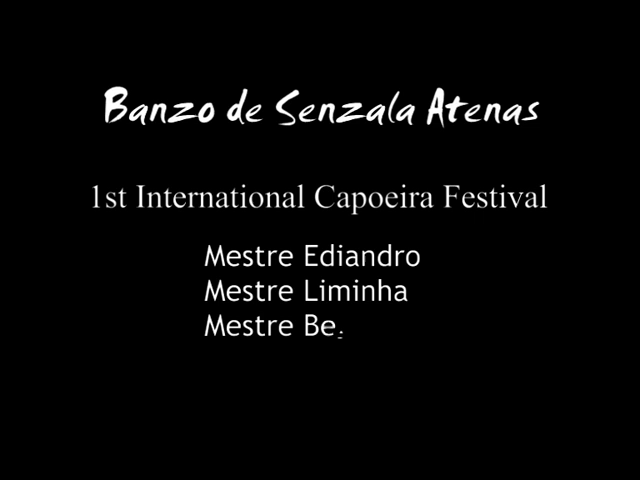 Banzo de Senzala Atenas
1st International Capoeira Festival
Mestre Ediandro
Mestre Liminha
Mestre Be